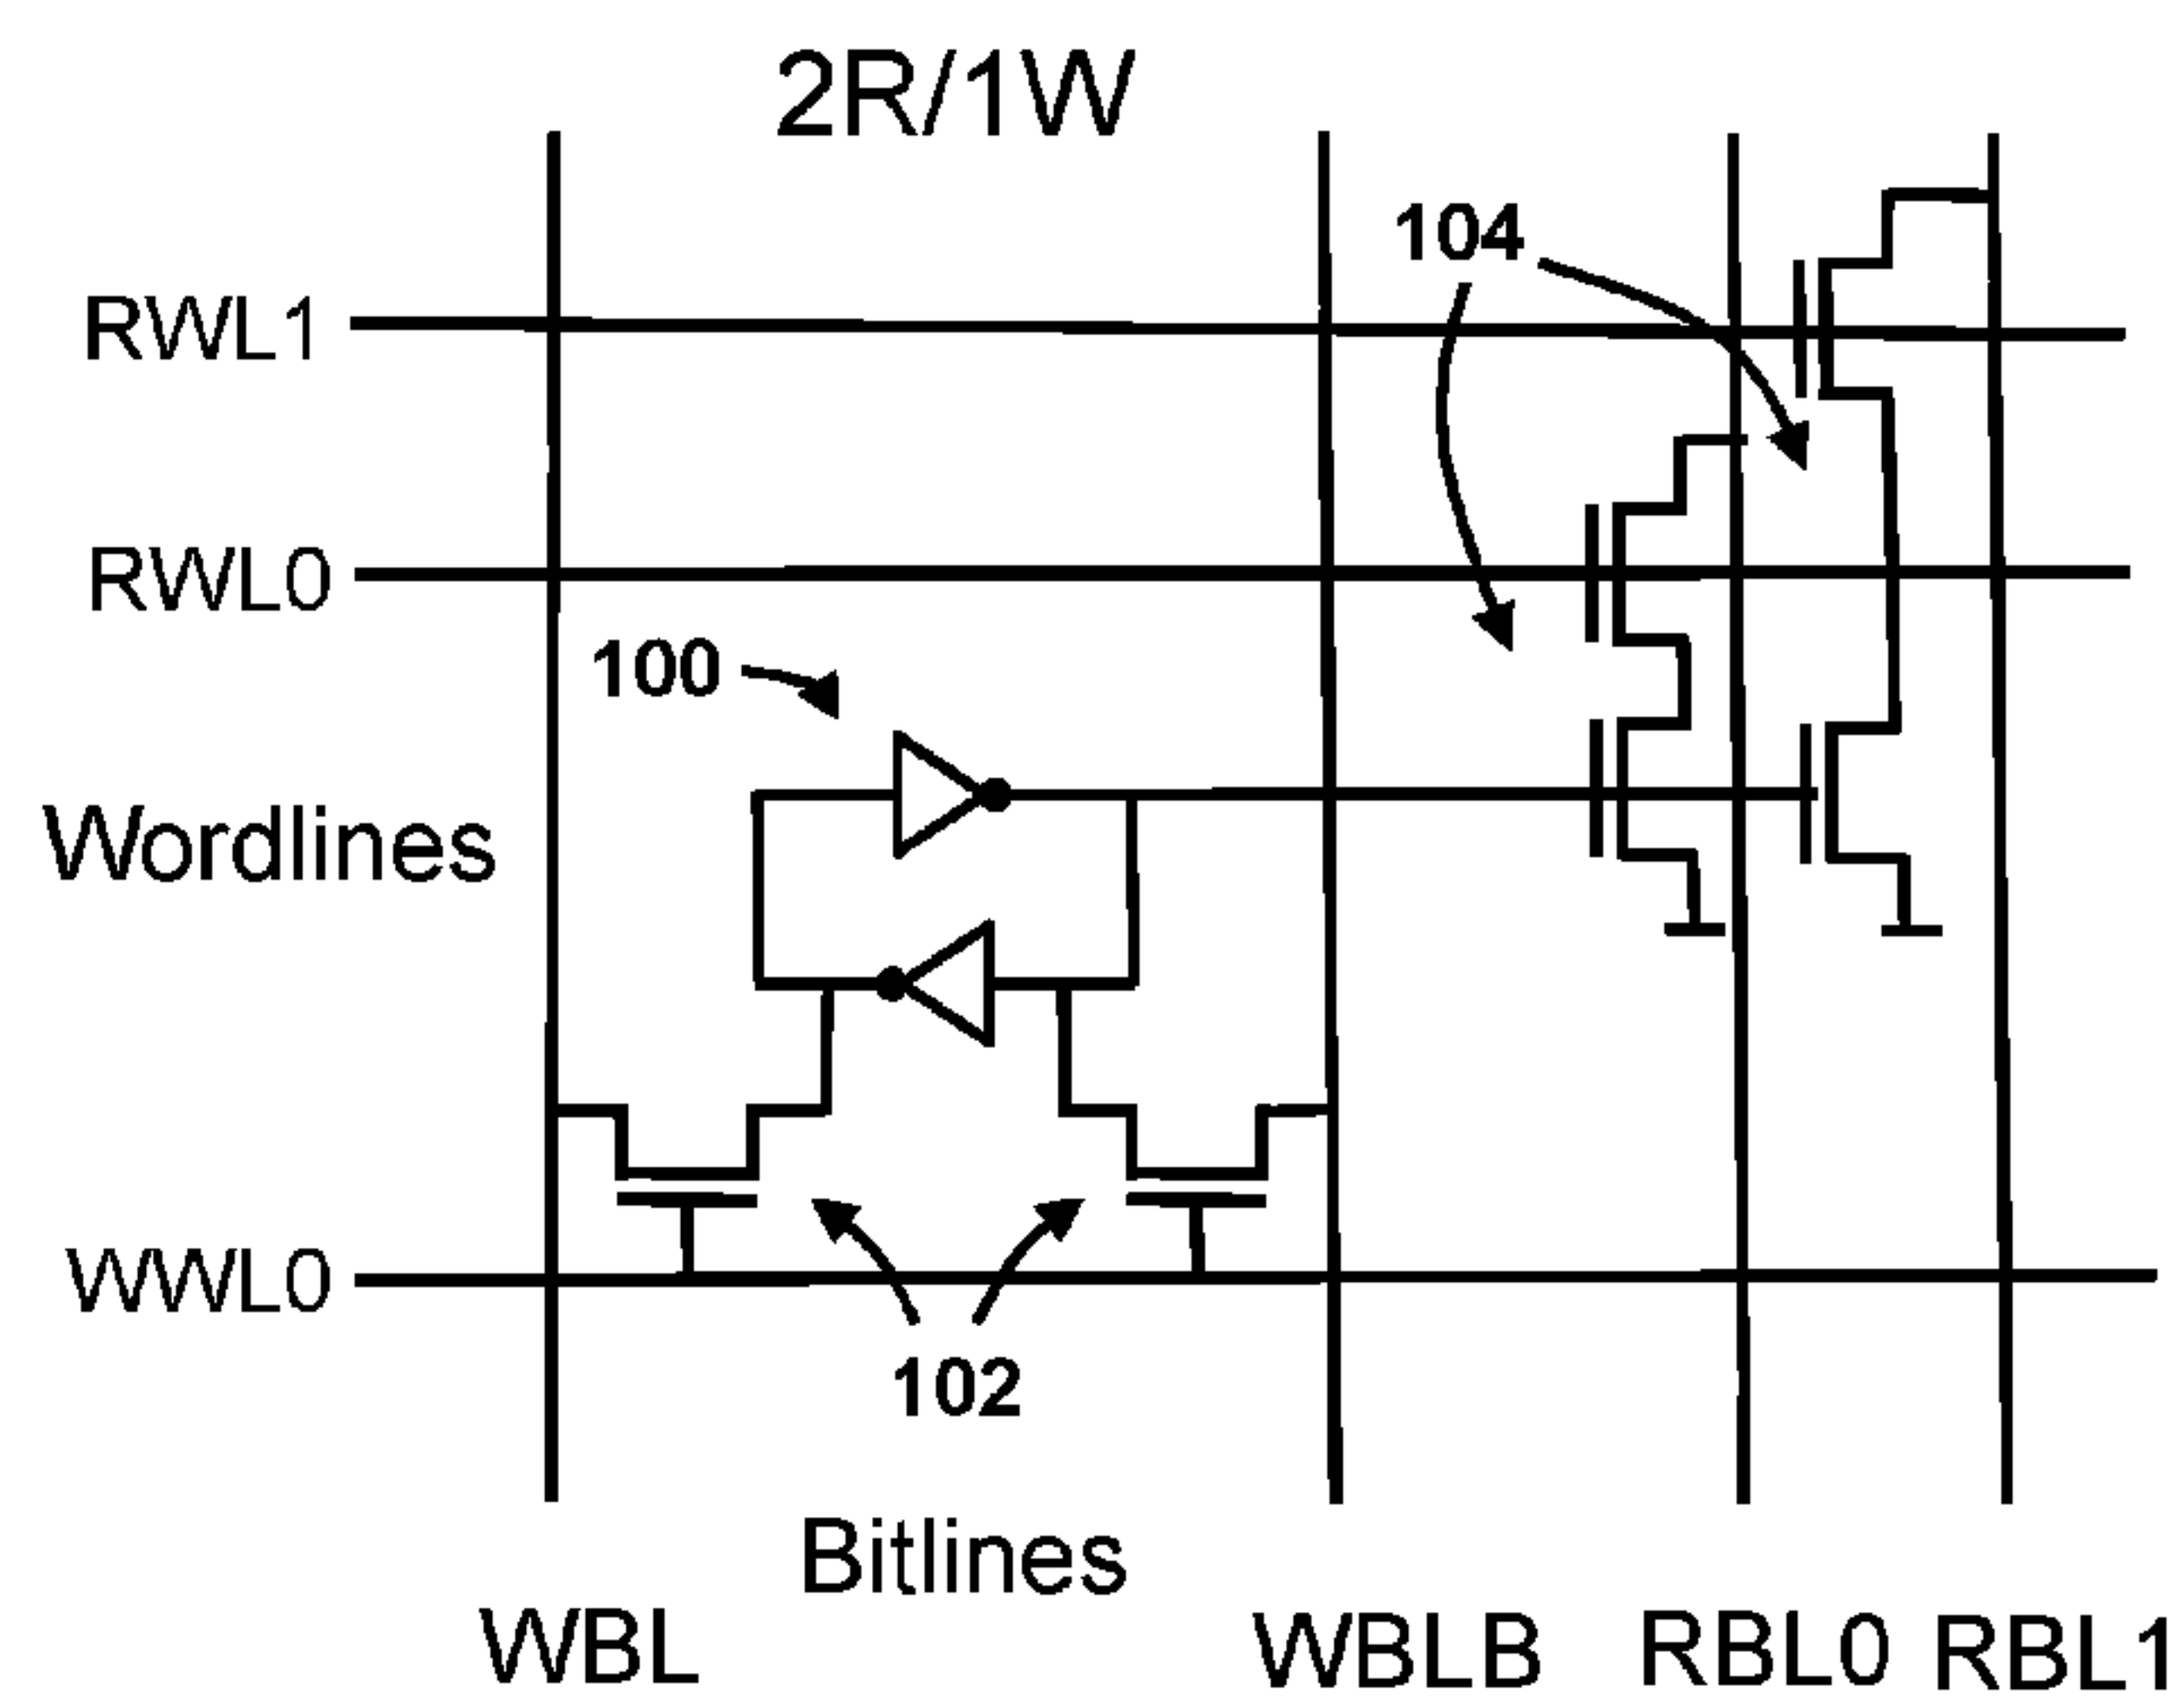 2R/1W
104
RWL1
RWL0
100
Wordlines
WWL0
102
Bitlines
WBL
WBLB
RBL0
RBL1